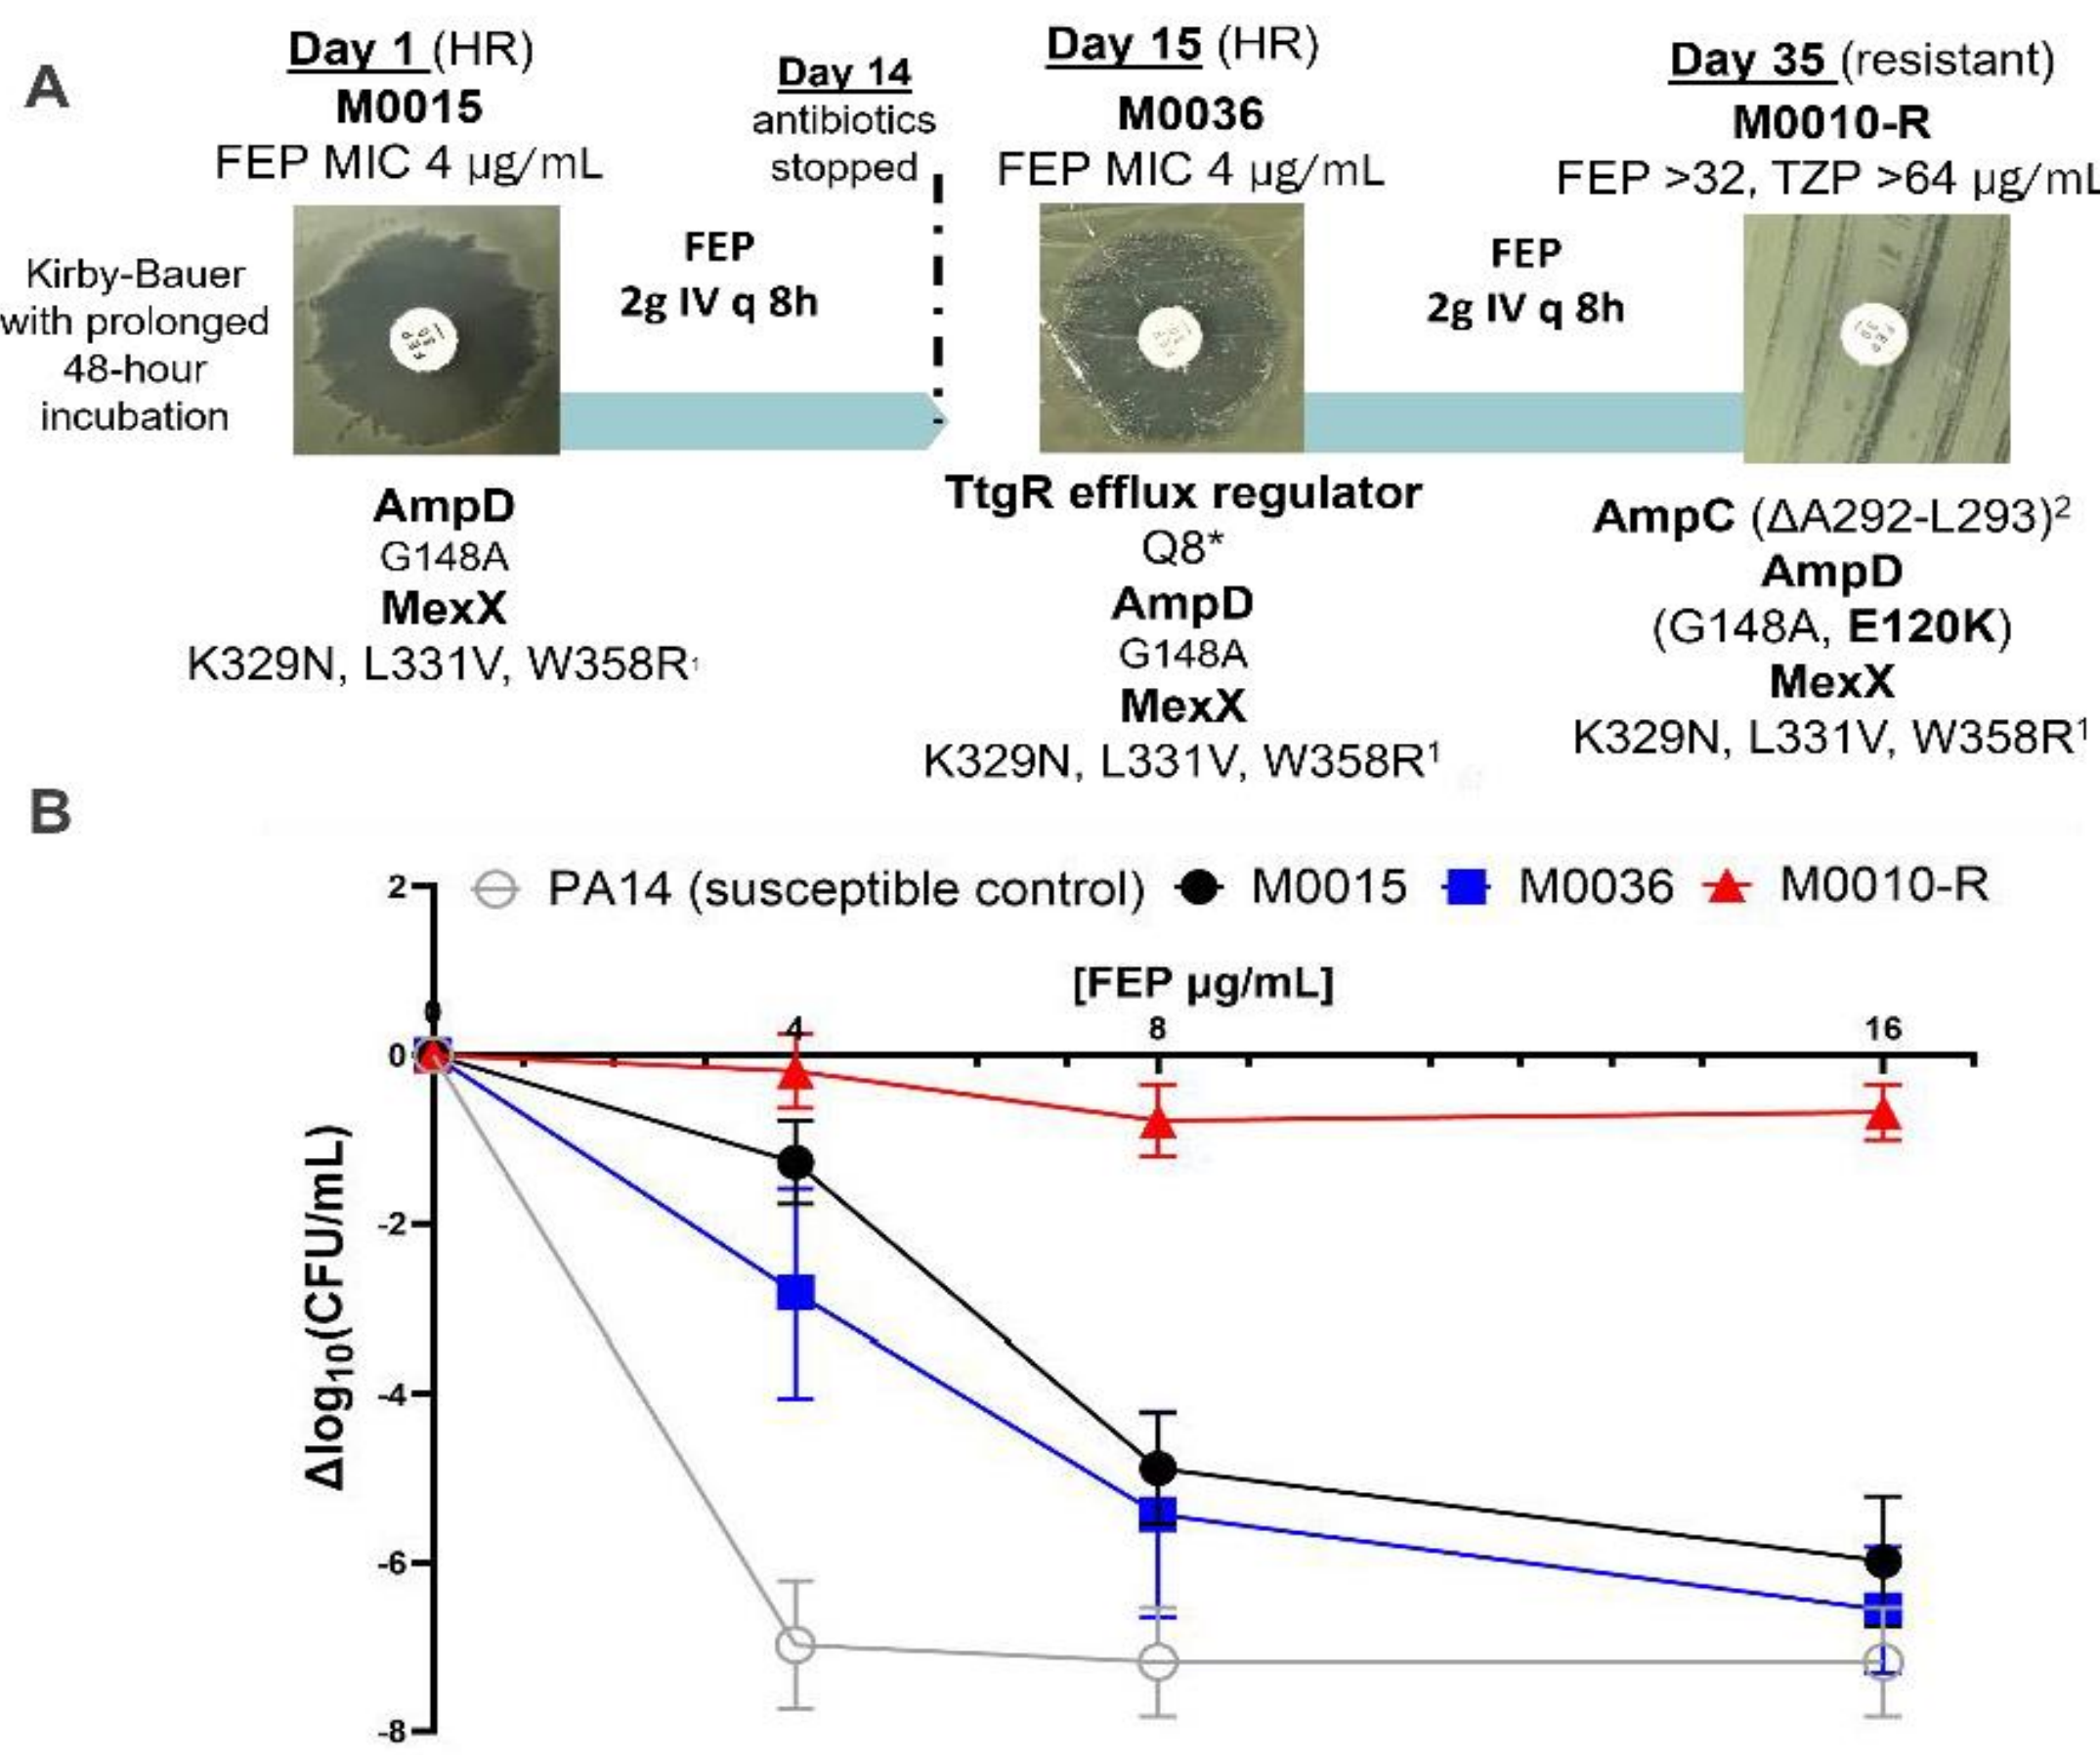 A
Day 1 (HR)
M0015
FEP MIC 4 µg/mL
Day 14
antibiotics
stopped
Day 15 (HR)
M0036
FEP MIC 4 µg/mL
Day 35 (resistant)
M0010-R
FEP >32, TZP >64 µg/mL
Kirby-Bauer
with prolonged
48-hour
incubation
FEP
2g IV q 8h
FEP
2g IV q 8h
AmpD
G148A
MexX
K329N, L331V, W358R¹
TtgR efflux regulator
Q8*
AmpD
G148A
MexX
K329N, L331V, W358R¹
AmpC (ΔA292-L293)²
AmpD
(G148A, E120K)
MexX
K329N, L331V, W358R¹
B
PA14 (susceptible control) M0015 M0036 M0010-R
[FEP µg/mL]
0 4 8 16
Δlog₁₀(CFU/mL)
2
0
-2
-4
-6
-8